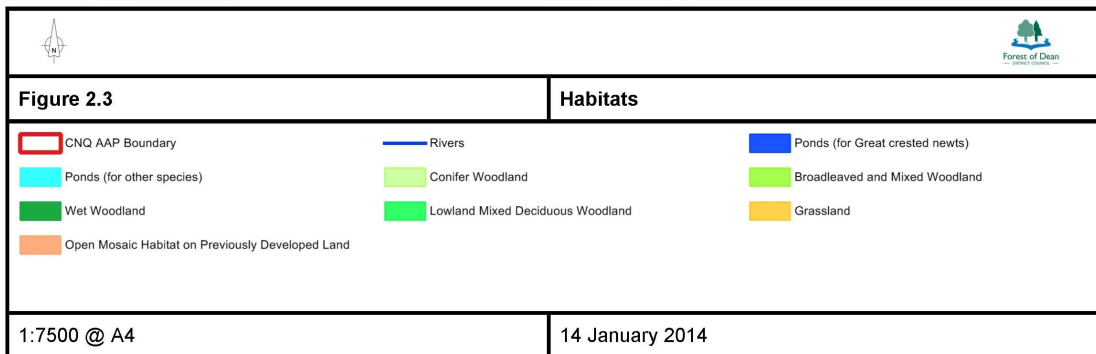 N
Forest of Dean
DISTRICT COUNCIL
Figure 2.3
Habitats
CNQ AAP Boundary
Rivers
Ponds (for Great crested newts)
Ponds (for other species)
Conifer Woodland
Broadleaved and Mixed Woodland
Wet Woodland
Lowland Mixed Deciduous Woodland
Grassland
Open Mosaic Habitat on Previously Developed Land
1:7500 @ A4
14 January 2014